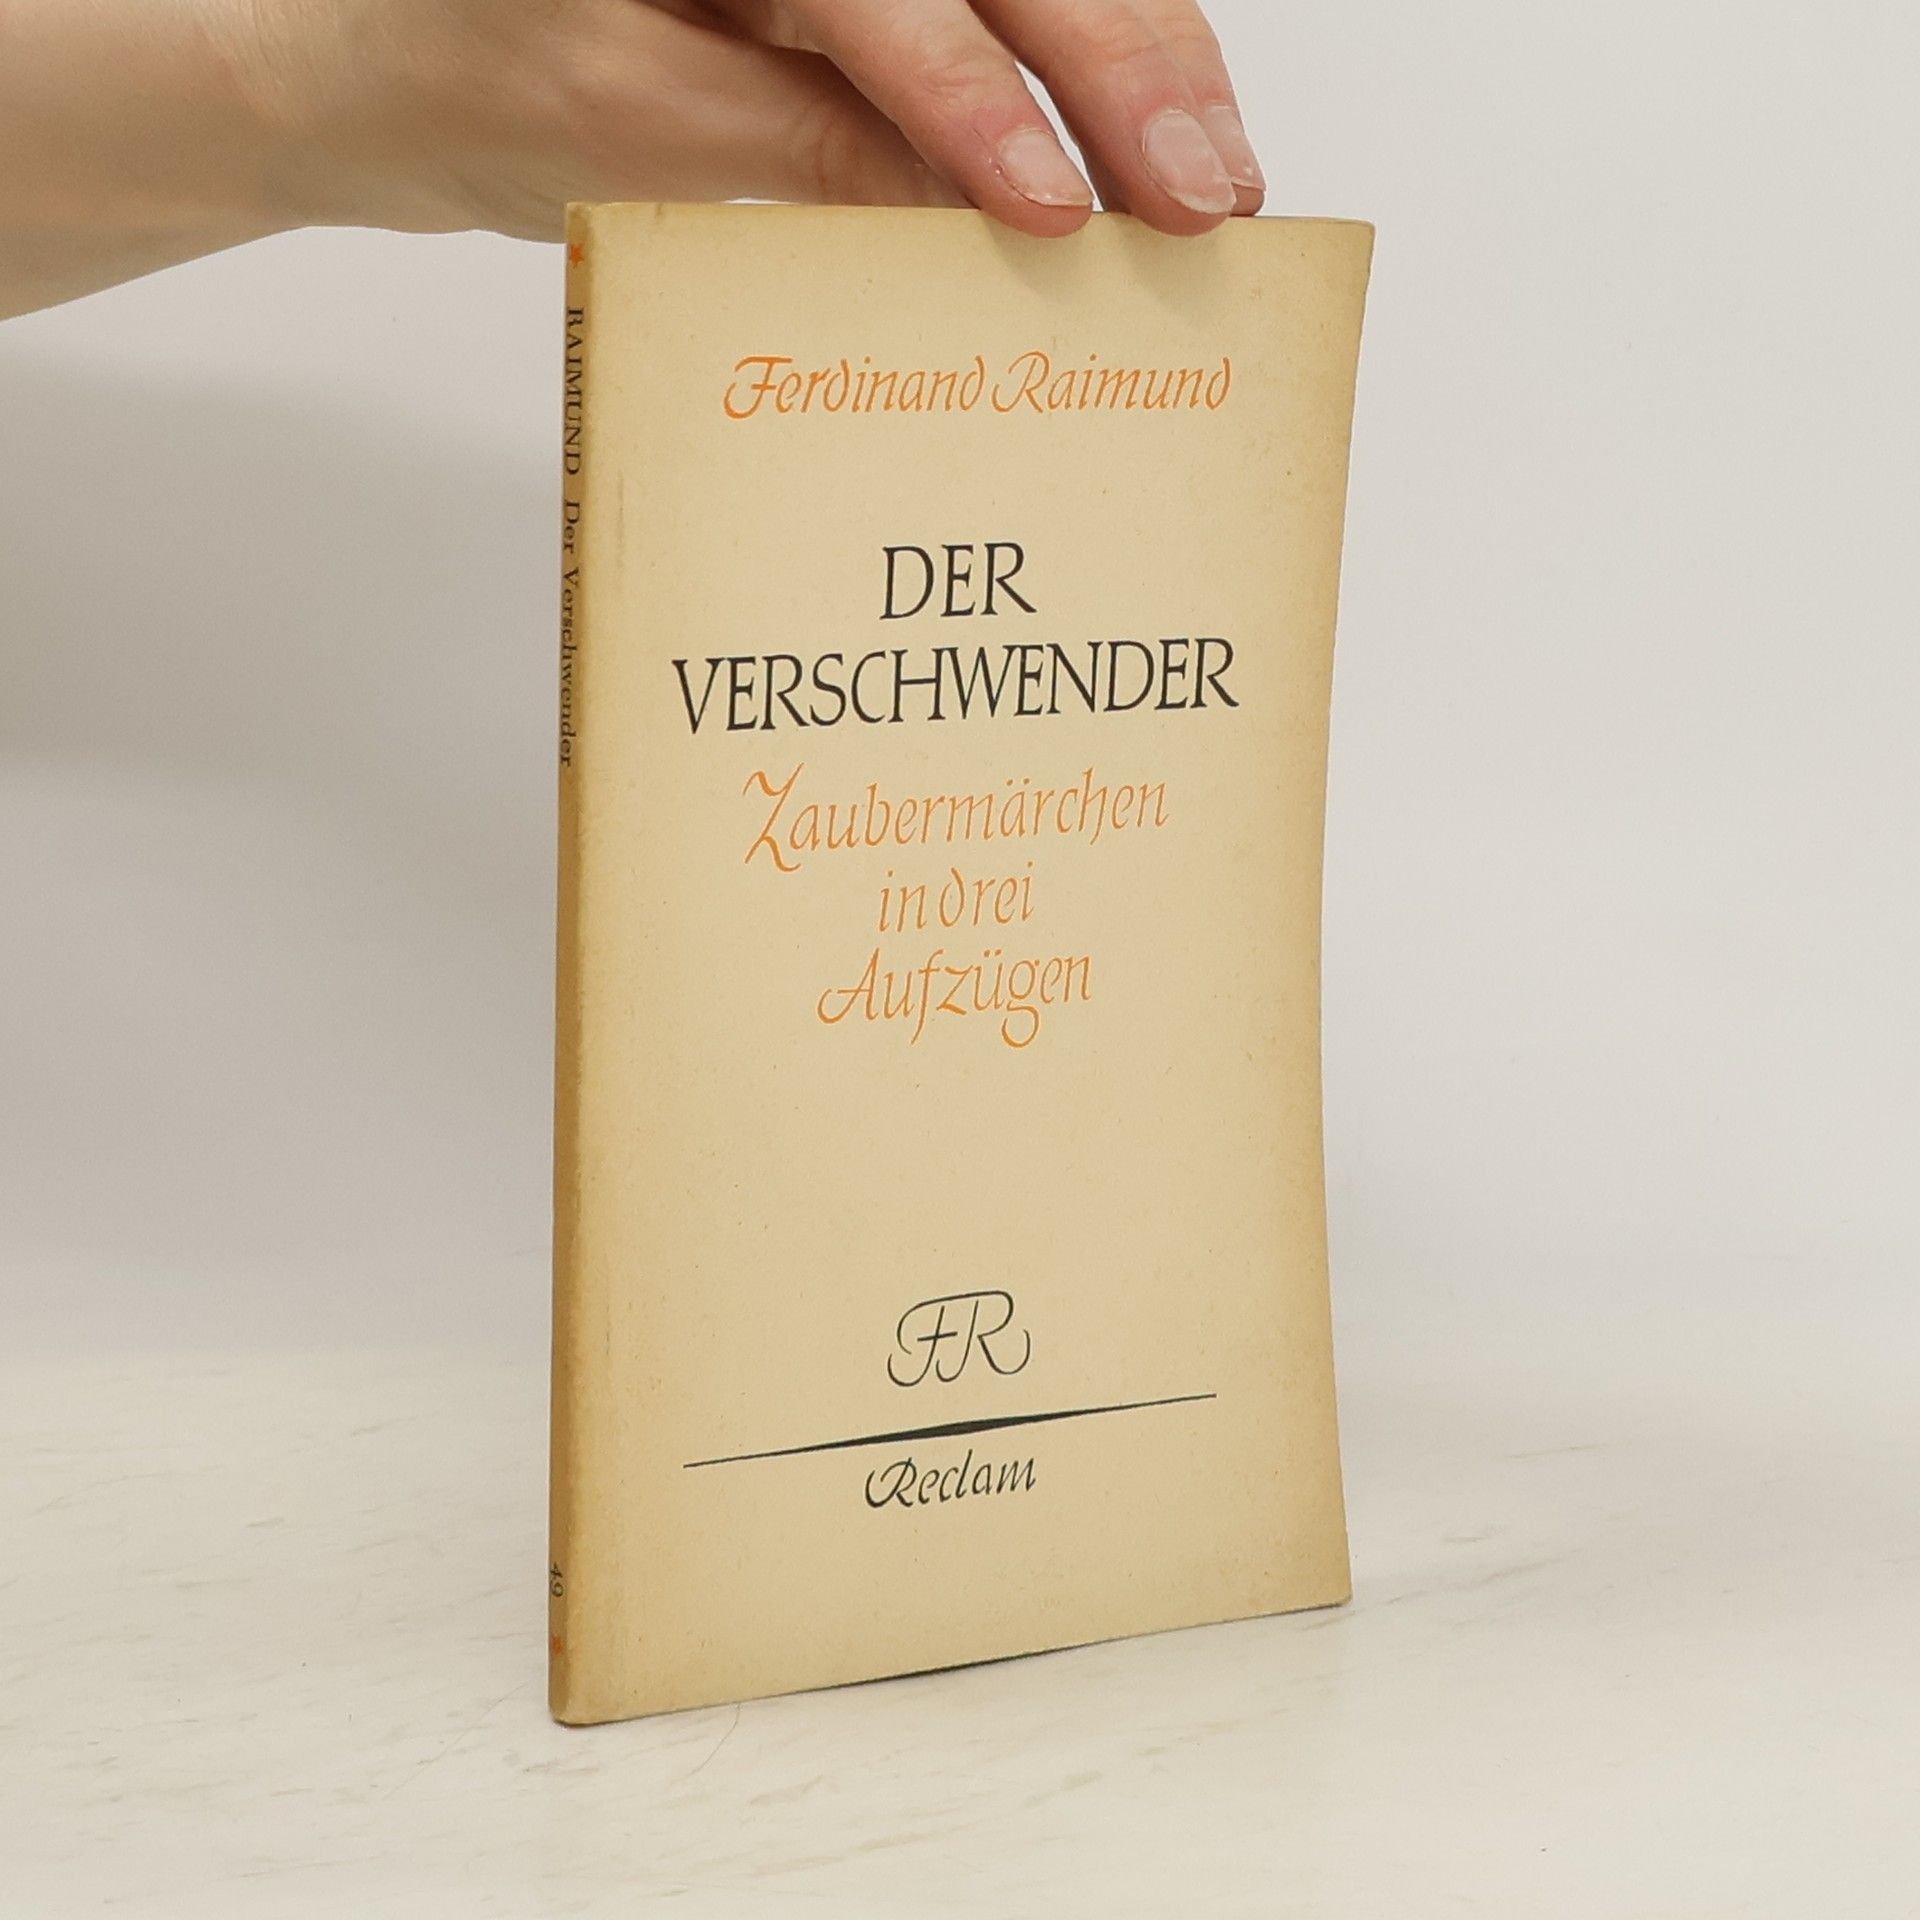 Ferdinand Raimund
DER
VERSCHWENDER
Zaubermärchen
in drei
Aufzügen
FR
Reclam
RAIMUND Der Verschwender
49